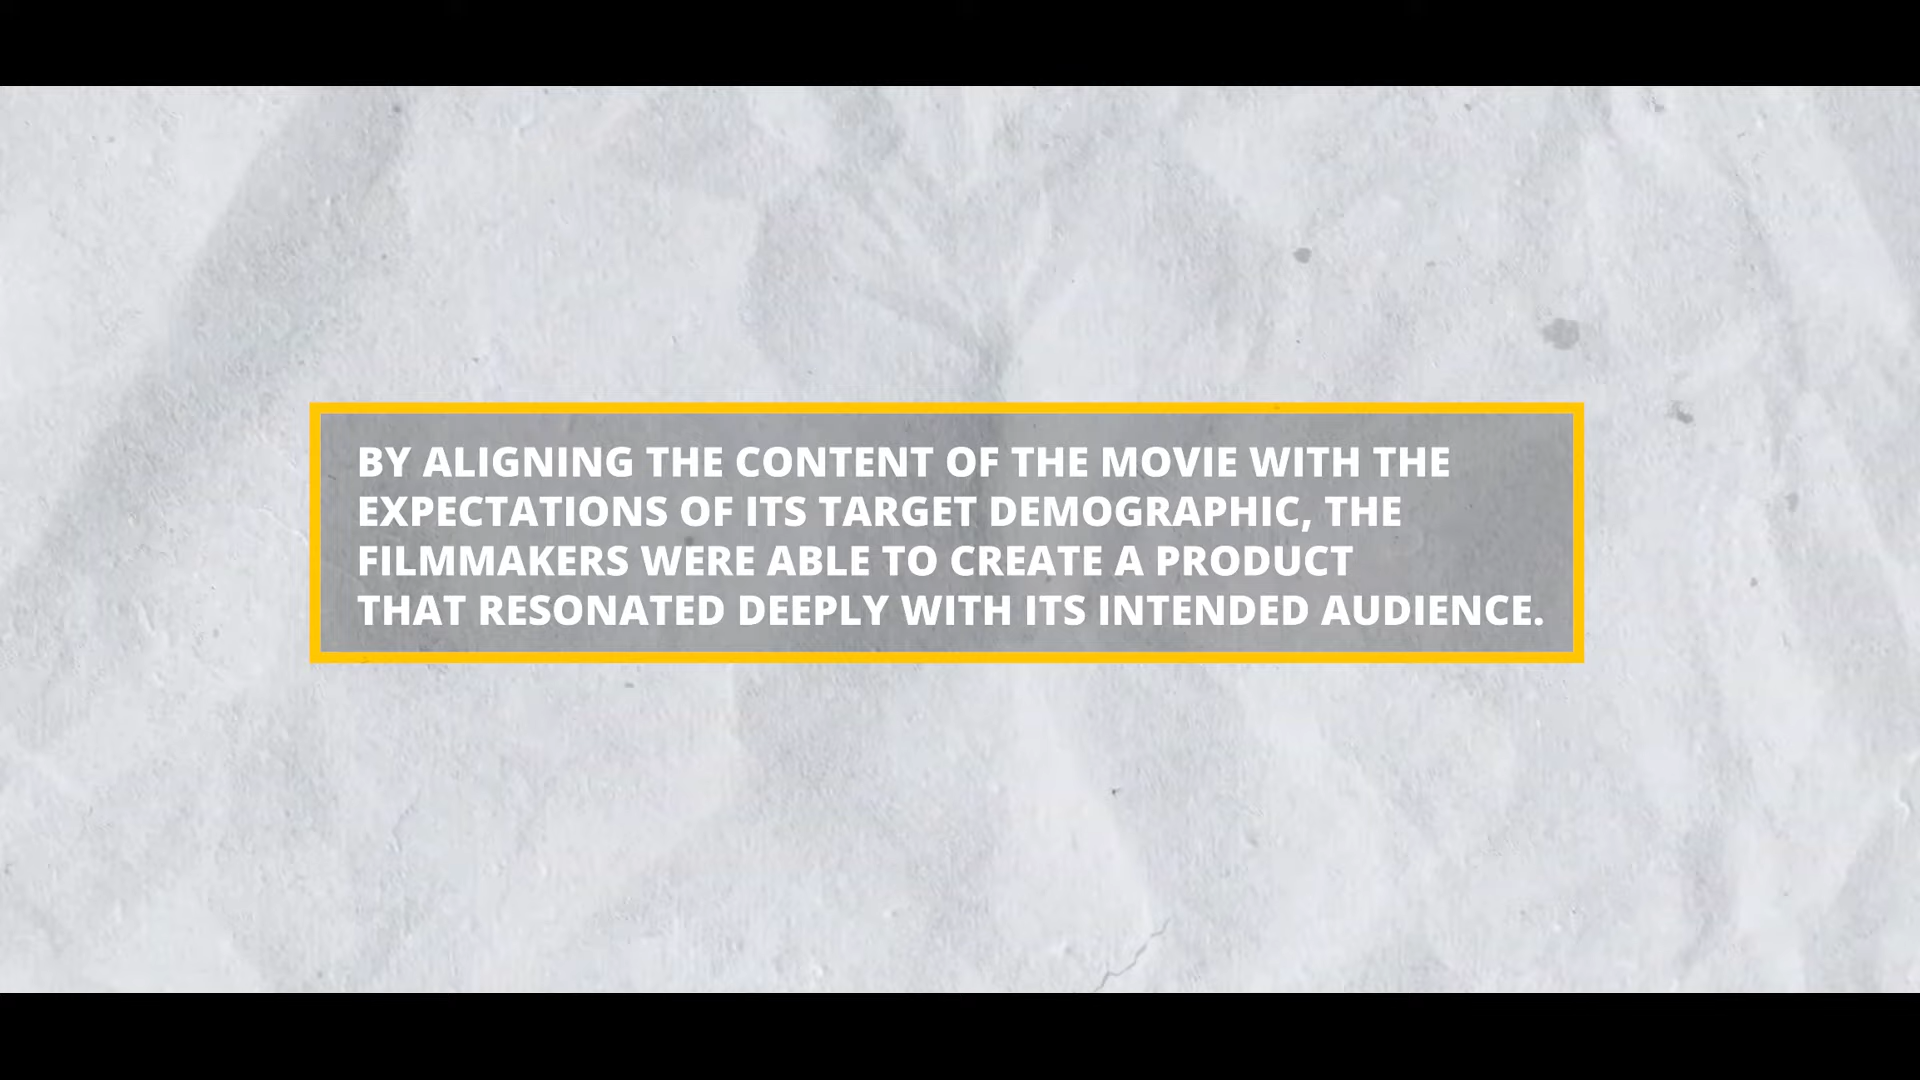 BY ALIGNING THE CONTENT OF THE MOVIE WITH THE
EXPECTATIONS OF ITS TARGET DEMOGRAPHIC, THE
FILMMAKERS WERE ABLE TO CREATE A PRODUCT
THAT RESONATED DEEPLY WITH ITS INTENDED AUDIENCE.